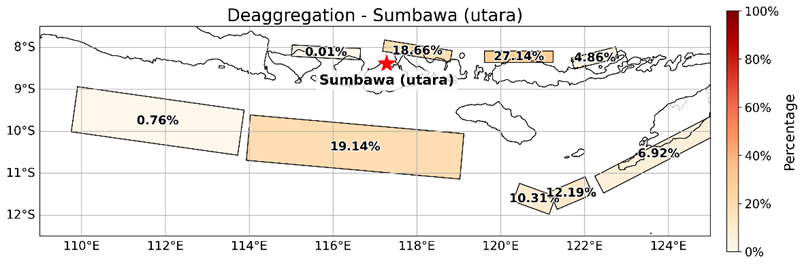 Deaggregation - Sumbawa (utara)
100%
80%
60%
40%
20%
0%
Percentage
8°S
9°S
10°S
11°S
12°S
0.01%
18.66%
27.14%
4.86%
Sumbawa (utara)
0.76%
19.14%
6.92%
10.31%
12.19%
110°E
112°E
114°E
116°E
118°E
120°E
122°E
124°E